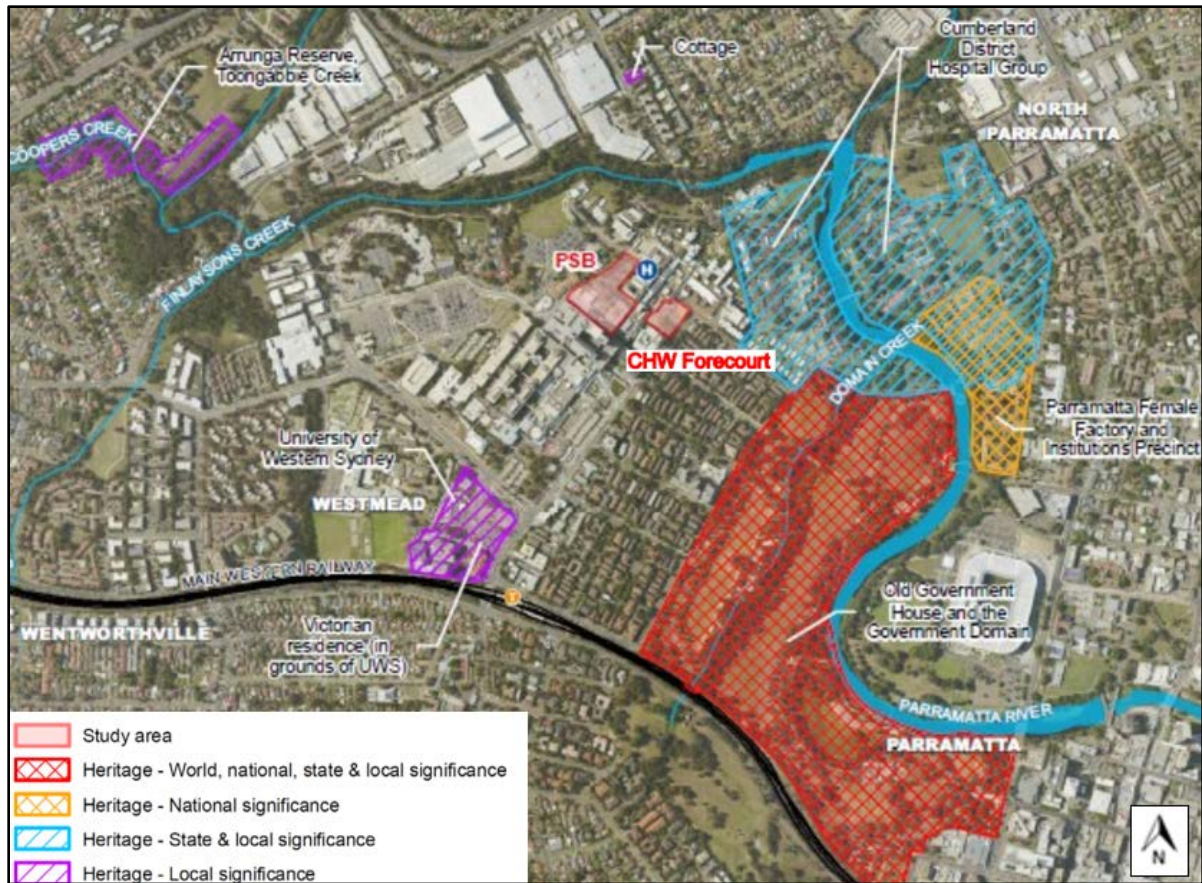 Arrunga Reserve,
Toongabbie Creek
Cottage
Cumberland
District
Hospital Group
NORTH
PARRAMATTA
COOPERS CREEK
FINLAYSONS CREEK
PSB
H
CHW Forecourt
DOMAIN CREEK
Parramatta Female
Factory and
Institutions Precinct
University of
Western Sydney
WESTMEAD
MAIN WESTERN RAILWAY
T
WENTWORTHVILLE
Victorian
residence (in
grounds of UWS)
Old Government
House and the
Government Domain
PARRAMATTA RIVER
PARRAMATTA
Study area
Heritage - World, national, state & local significance
Heritage - National significance
Heritage - State & local significance
Heritage - Local significance
N